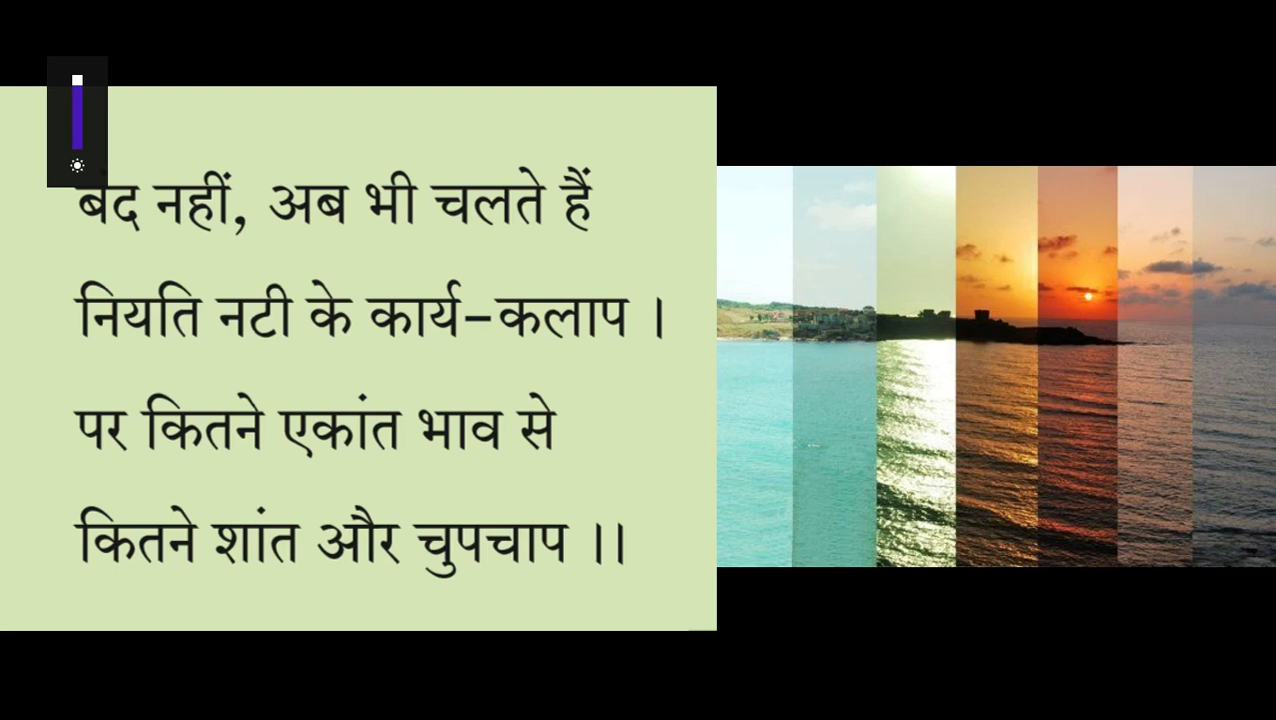 बंद नहीं, अब भी चलते हैं
नियति नटी के कार्य-कलाप ।
पर कितने एकांत भाव से
कितने शांत और चुपचाप ।।